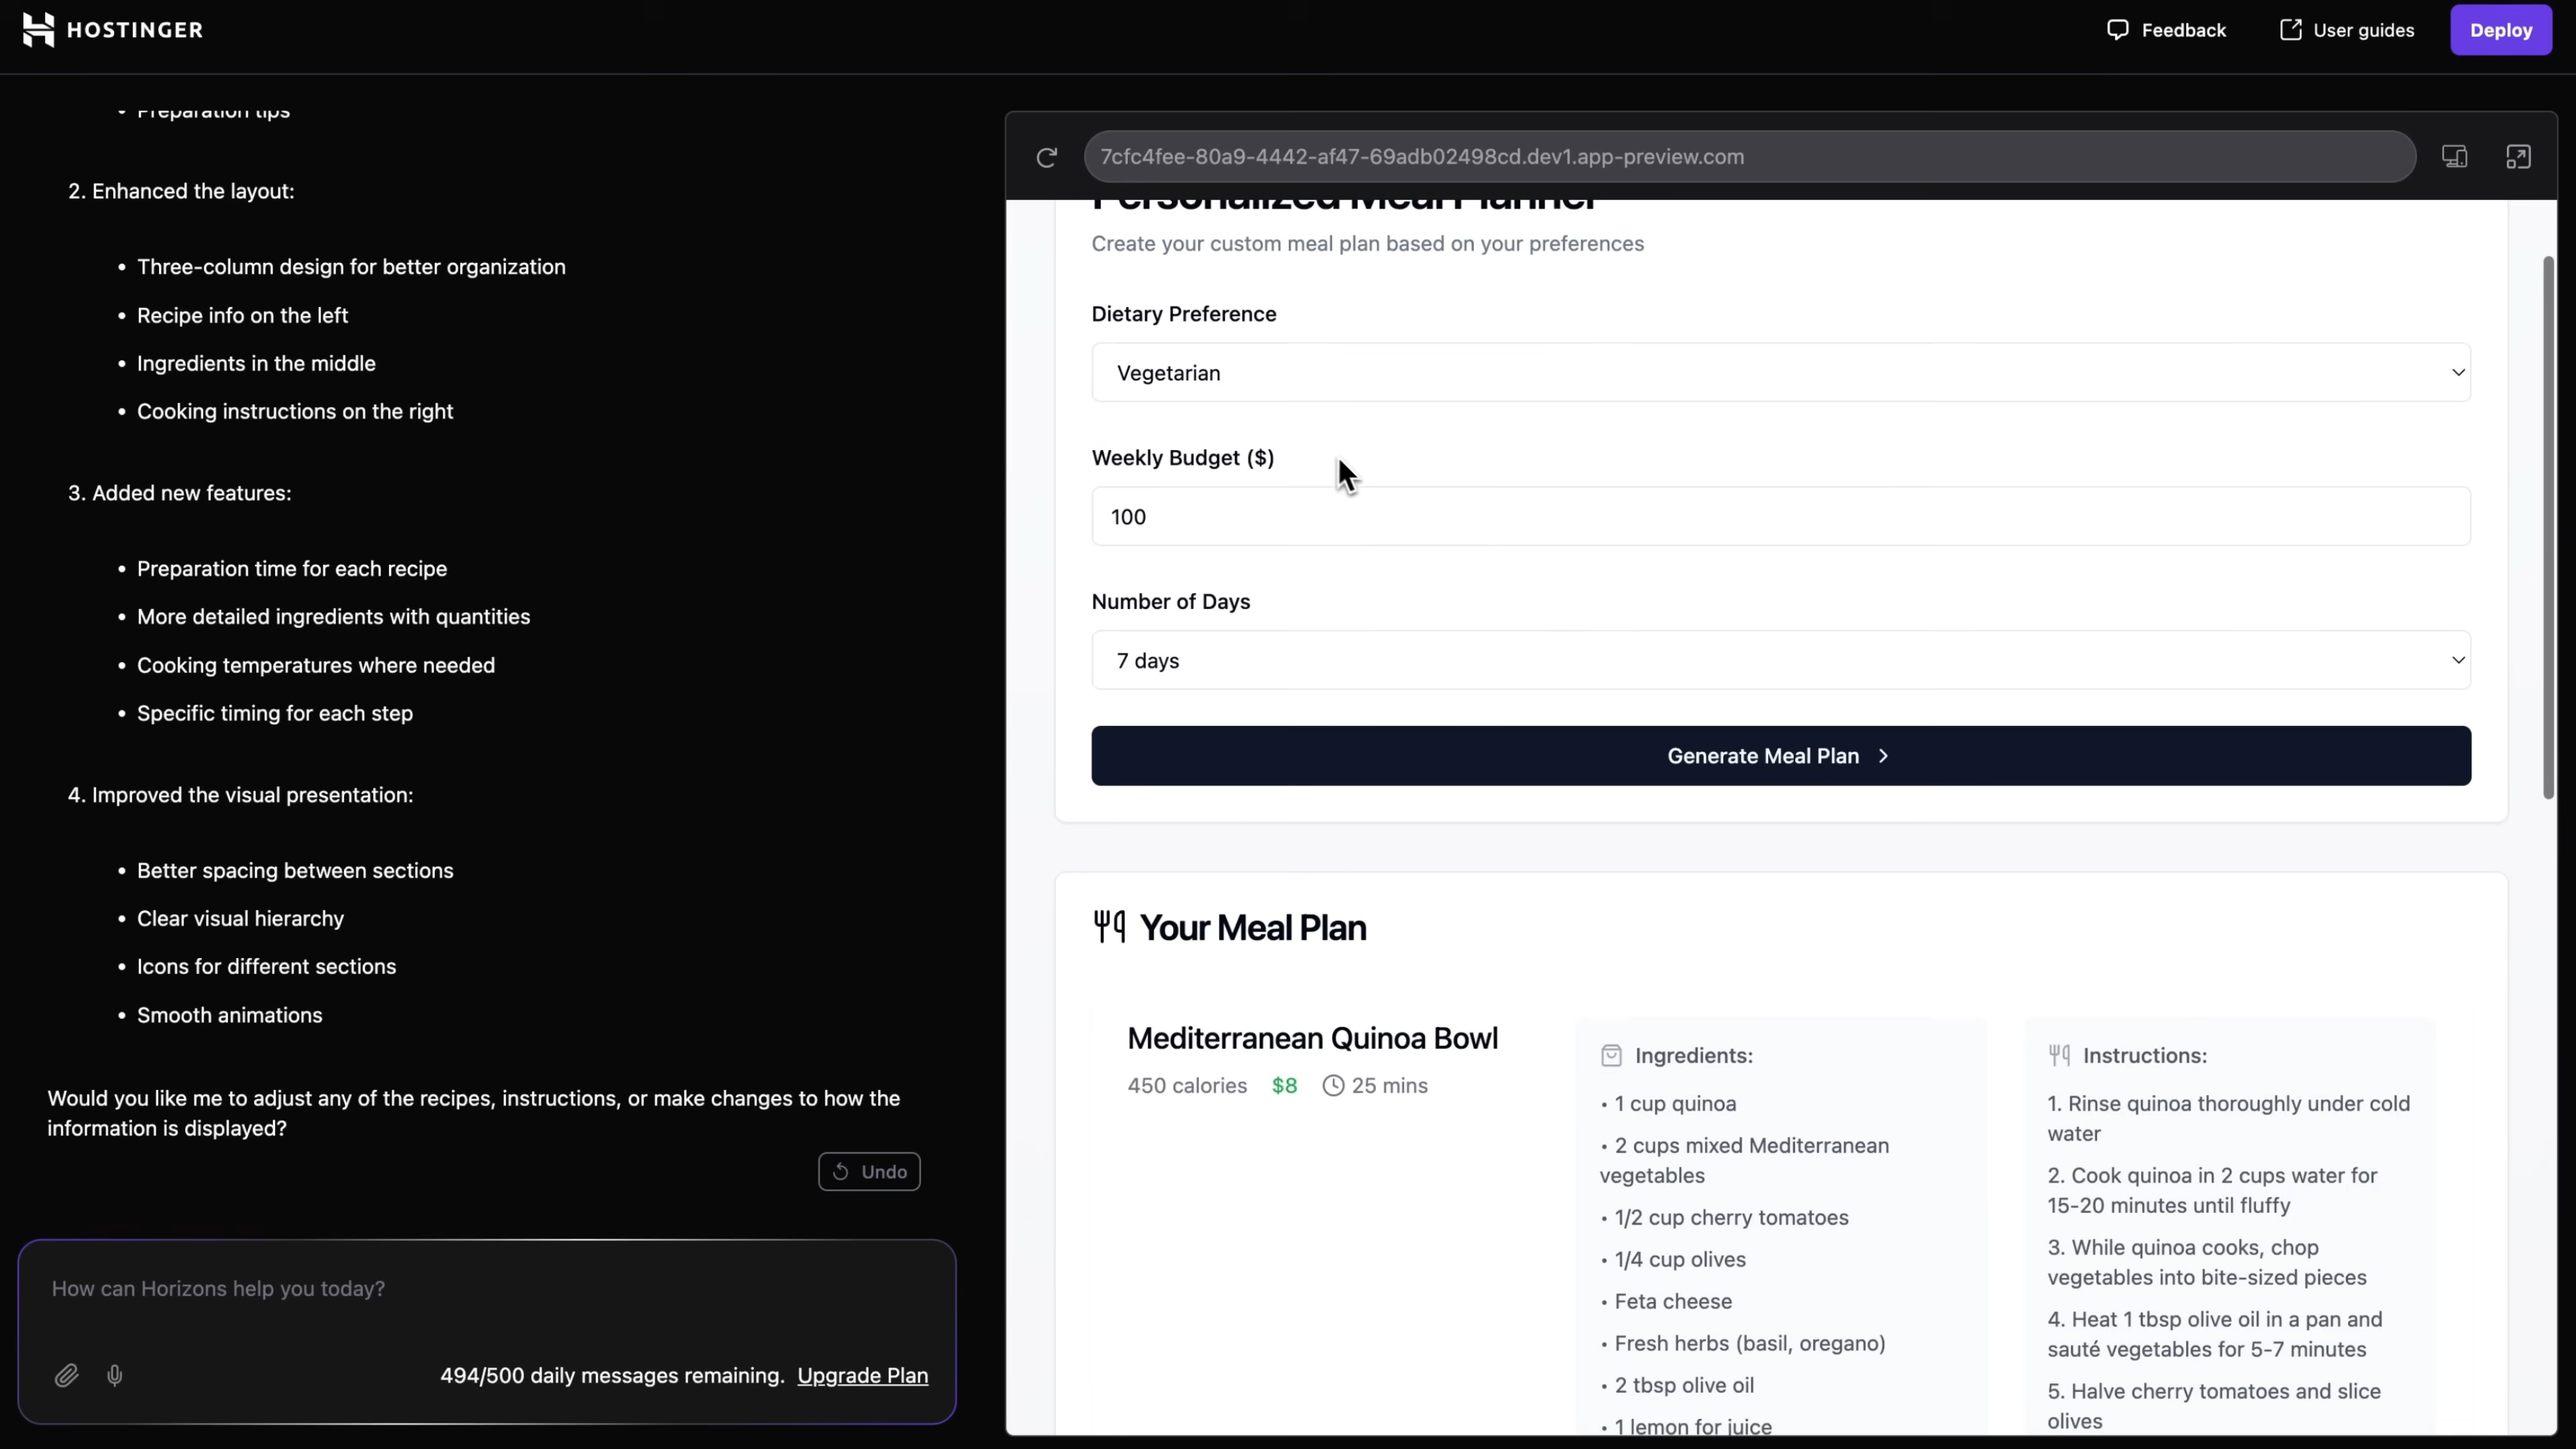 HOSTINGER
Feedback
User guides
Deploy
• Preparation tips
2. Enhanced the layout:
• Three-column design for better organization
• Recipe info on the left
• Ingredients in the middle
• Cooking instructions on the right
3. Added new features:
• Preparation time for each recipe
• More detailed ingredients with quantities
• Cooking temperatures where needed
• Specific timing for each step
4. Improved the visual presentation:
• Better spacing between sections
• Clear visual hierarchy
• Icons for different sections
• Smooth animations
Would you like me to adjust any of the recipes, instructions, or make changes to how the
information is displayed?
Undo
How can Horizons help you today?
494/500 daily messages remaining. Upgrade Plan
7cfc4fee-80a9-4442-af47-69adb02498cd.dev1.app-preview.com
Personalized Meal Planner
Create your custom meal plan based on your preferences
Dietary Preference
Vegetarian
Weekly Budget ($)
100
Number of Days
7 days
Generate Meal Plan
Your Meal Plan
Mediterranean Quinoa Bowl
450 calories $8 25 mins
Ingredients:
• 1 cup quinoa
• 2 cups mixed Mediterranean
vegetables
• 1/2 cup cherry tomatoes
• 1/4 cup olives
• Feta cheese
• Fresh herbs (basil, oregano)
• 2 tbsp olive oil
• 1 lemon for juice
Instructions:
1. Rinse quinoa thoroughly under cold
water
2. Cook quinoa in 2 cups water for
15-20 minutes until fluffy
3. While quinoa cooks, chop
vegetables into bite-sized pieces
4. Heat 1 tbsp olive oil in a pan and
sauté vegetables for 5-7 minutes
5. Halve cherry tomatoes and slice
olives